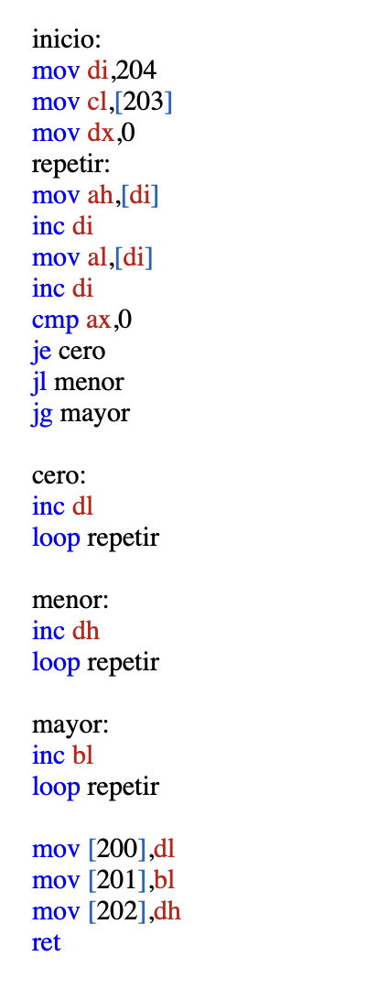 inicio:
mov di,204
mov cl,[203]
mov dx,0
repetir:
mov ah,[di]
inc di
mov al,[di]
inc di
cmp ax,0
je cero
jl menor
jg mayor
cero:
inc dl
loop repetir
menor:
inc dh
loop repetir
mayor:
inc bl
loop repetir
mov [200],dl
mov [201],bl
mov [202],dh
ret